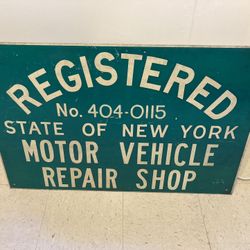 REGISTERED
No. 404-0115
STATE OF NEW YORK
MOTOR VEHICLE
REPAIR SHOP